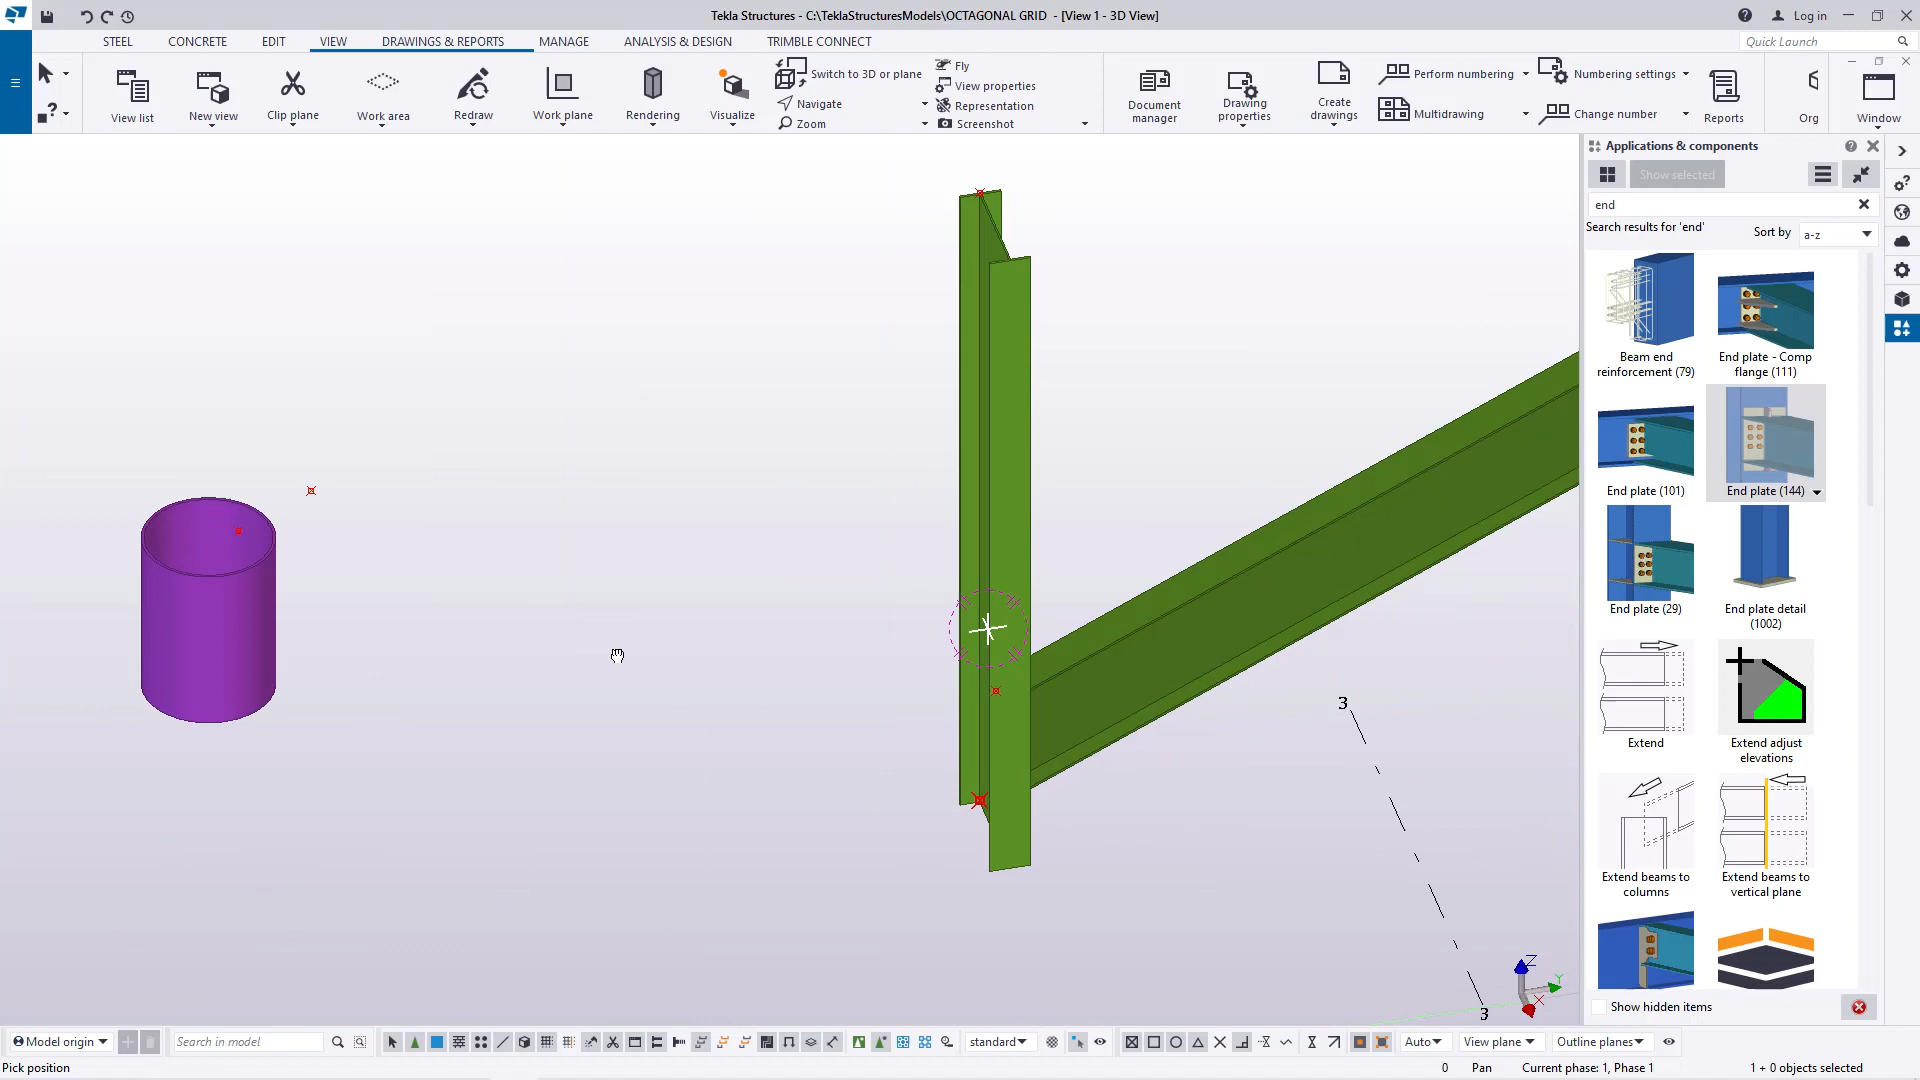 Tekla Structures - C:\TeklaStructuresModels\OCTAGONAL GRID - [View 1 - 3D View]
Log in
STEEL
CONCRETE
EDIT
VIEW
DRAWINGS & REPORTS
MANAGE
ANALYSIS & DESIGN
TRIMBLE CONNECT
Quick Launch
View list
New view
Clip plane
Work area
Redraw
Work plane
Rendering
Visualize
Switch to 3D or plane
Navigate
Zoom
Fly
View properties
Representation
Screenshot
Document manager
Drawing properties
Create drawings
Perform numbering
Multidrawing
Numbering settings
Change number
Reports
Org
Window
Applications & components
Show selected
end
Search results for 'end'
Sort by
a-z
Beam end reinforcement (79)
End plate - Comp flange (111)
End plate (101)
End plate (144)
End plate (29)
End plate detail (1002)
Extend
Extend adjust elevations
Extend beams to columns
Extend beams to vertical plane
Show hidden items
3
3
Z
Y
X
Model origin
Search in model
standard
Auto
View plane
Outline planes
Pick position
0
Pan
Current phase: 1, Phase 1
1 + 0 objects selected